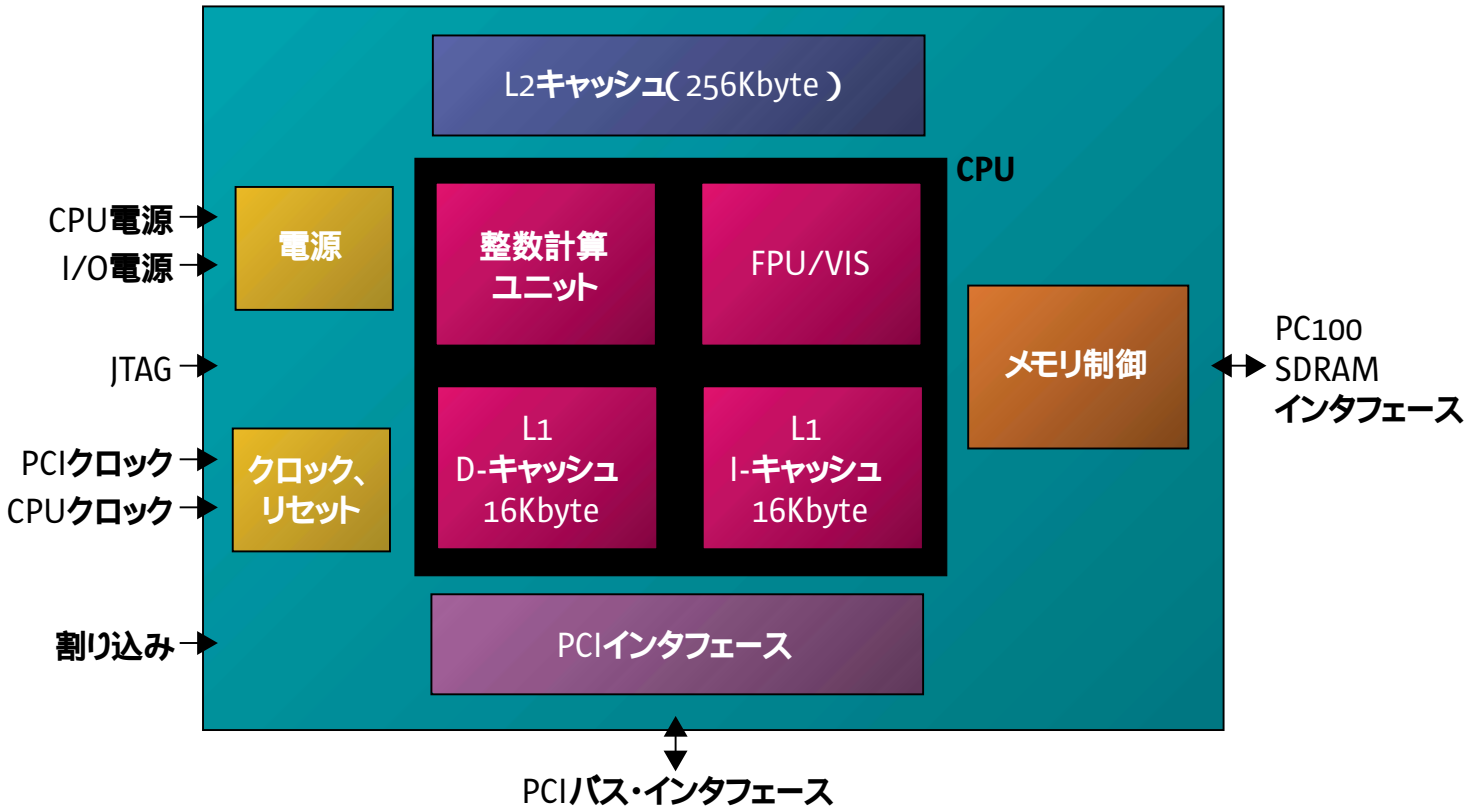 L2キャッシュ(256Kbyte)
CPU
CPU電源
I/O電源
電源
整数計算
ユニット
FPU/VIS
JTAG
メモリ制御
PC100
SDRAM
インタフェース
PCIクロック
CPUクロック
クロック、
リセット
L1
D-キャッシュ
16Kbyte
L1
I-キャッシュ
16Kbyte
割り込み
PCIインタフェース
PCIバス・インタフェース